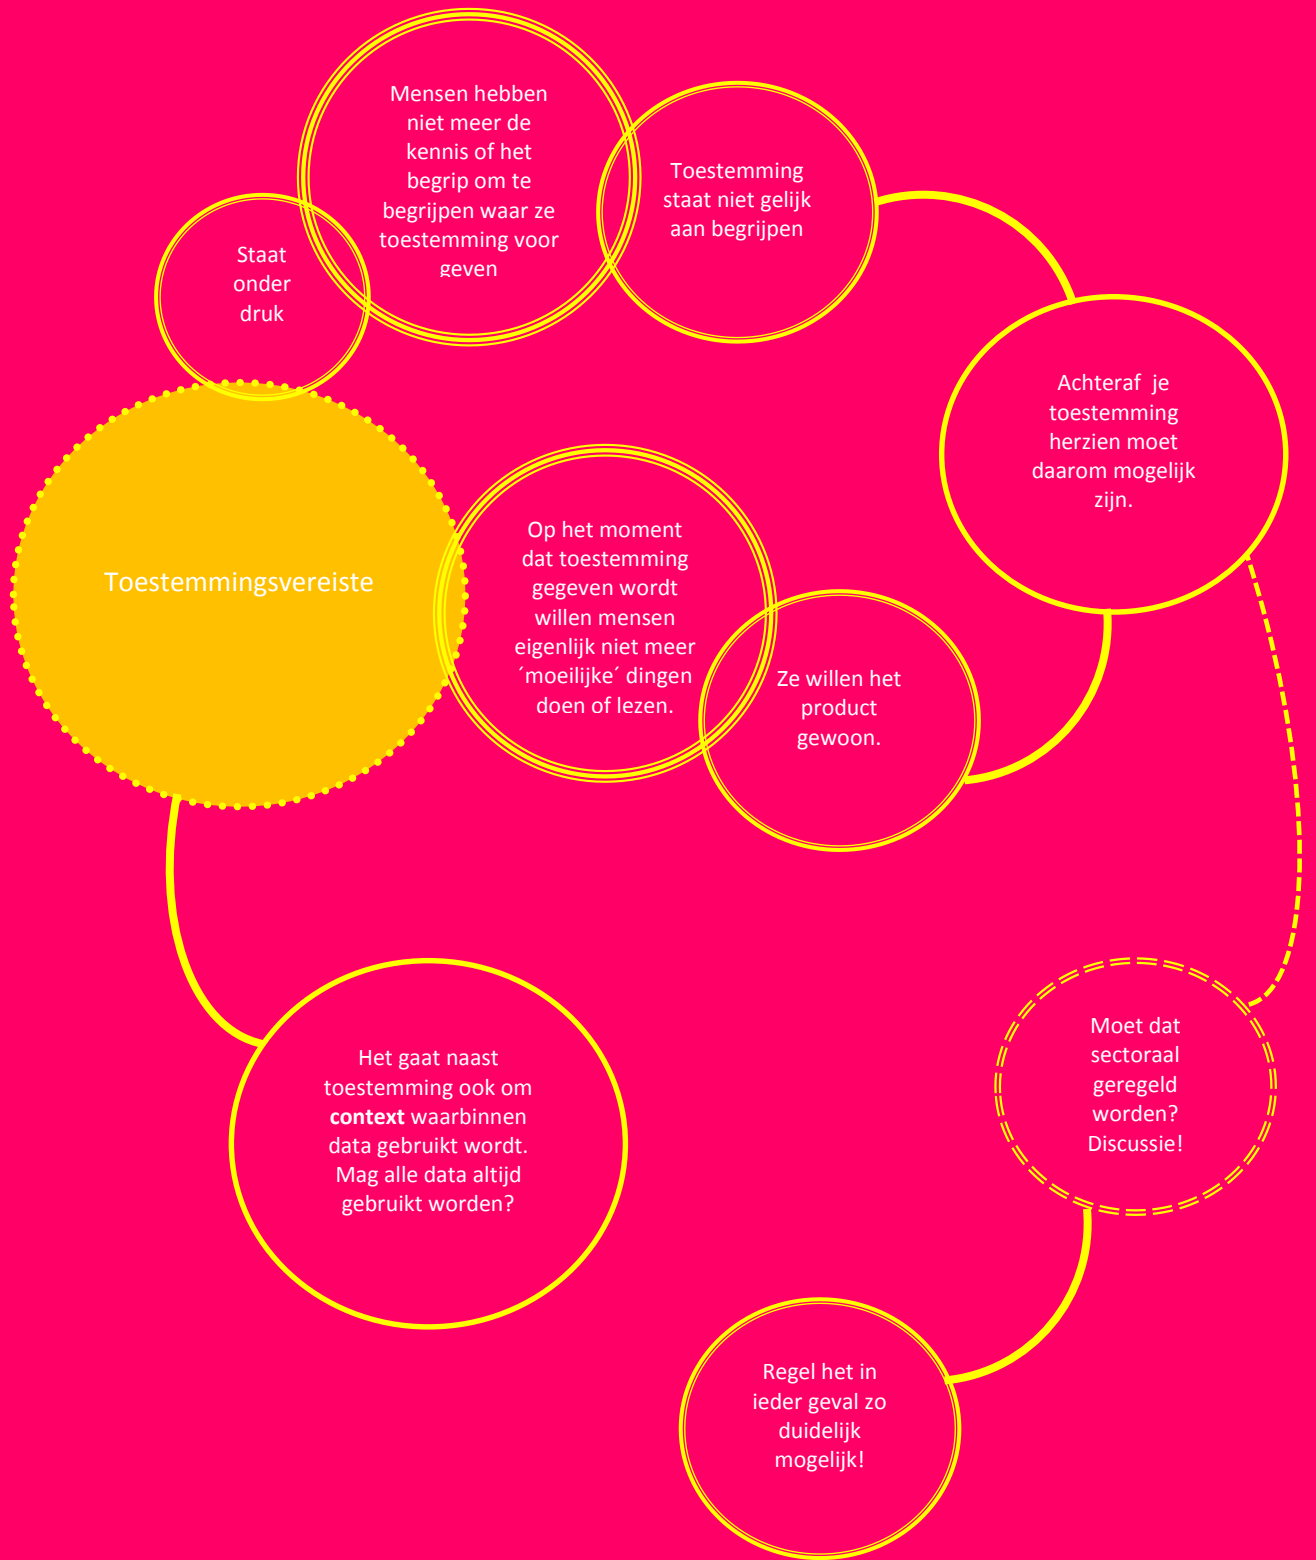 Mensen hebben
niet meer de
kennis of het
begrip om te
begrijpen waar ze
toestemming voor
geven
Toestemming
staat niet gelijk
aan begrijpen
Staat
onder
druk
Achteraf je
toestemming
herzien moet
daarom mogelijk
zijn.
Toestemmingsvereiste
Op het moment
dat toestemming
gegeven wordt
willen mensen
eigenlijk niet meer
´moeilijke´ dingen
doen of lezen.
Ze willen het
product
gewoon.
Het gaat naast
toestemming ook om
context waarbinnen
data gebruikt wordt.
Mag alle data altijd
gebruikt worden?
Moet dat
sectoraal
geregeld
worden?
Discussie!
Regel het in
ieder geval zo
duidelijk
mogelijk!